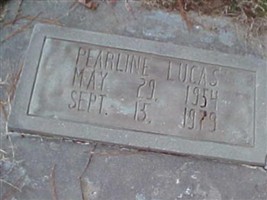 PEARLINE LUCAS
MAY 29. 1954
SEPT. 15. 1979